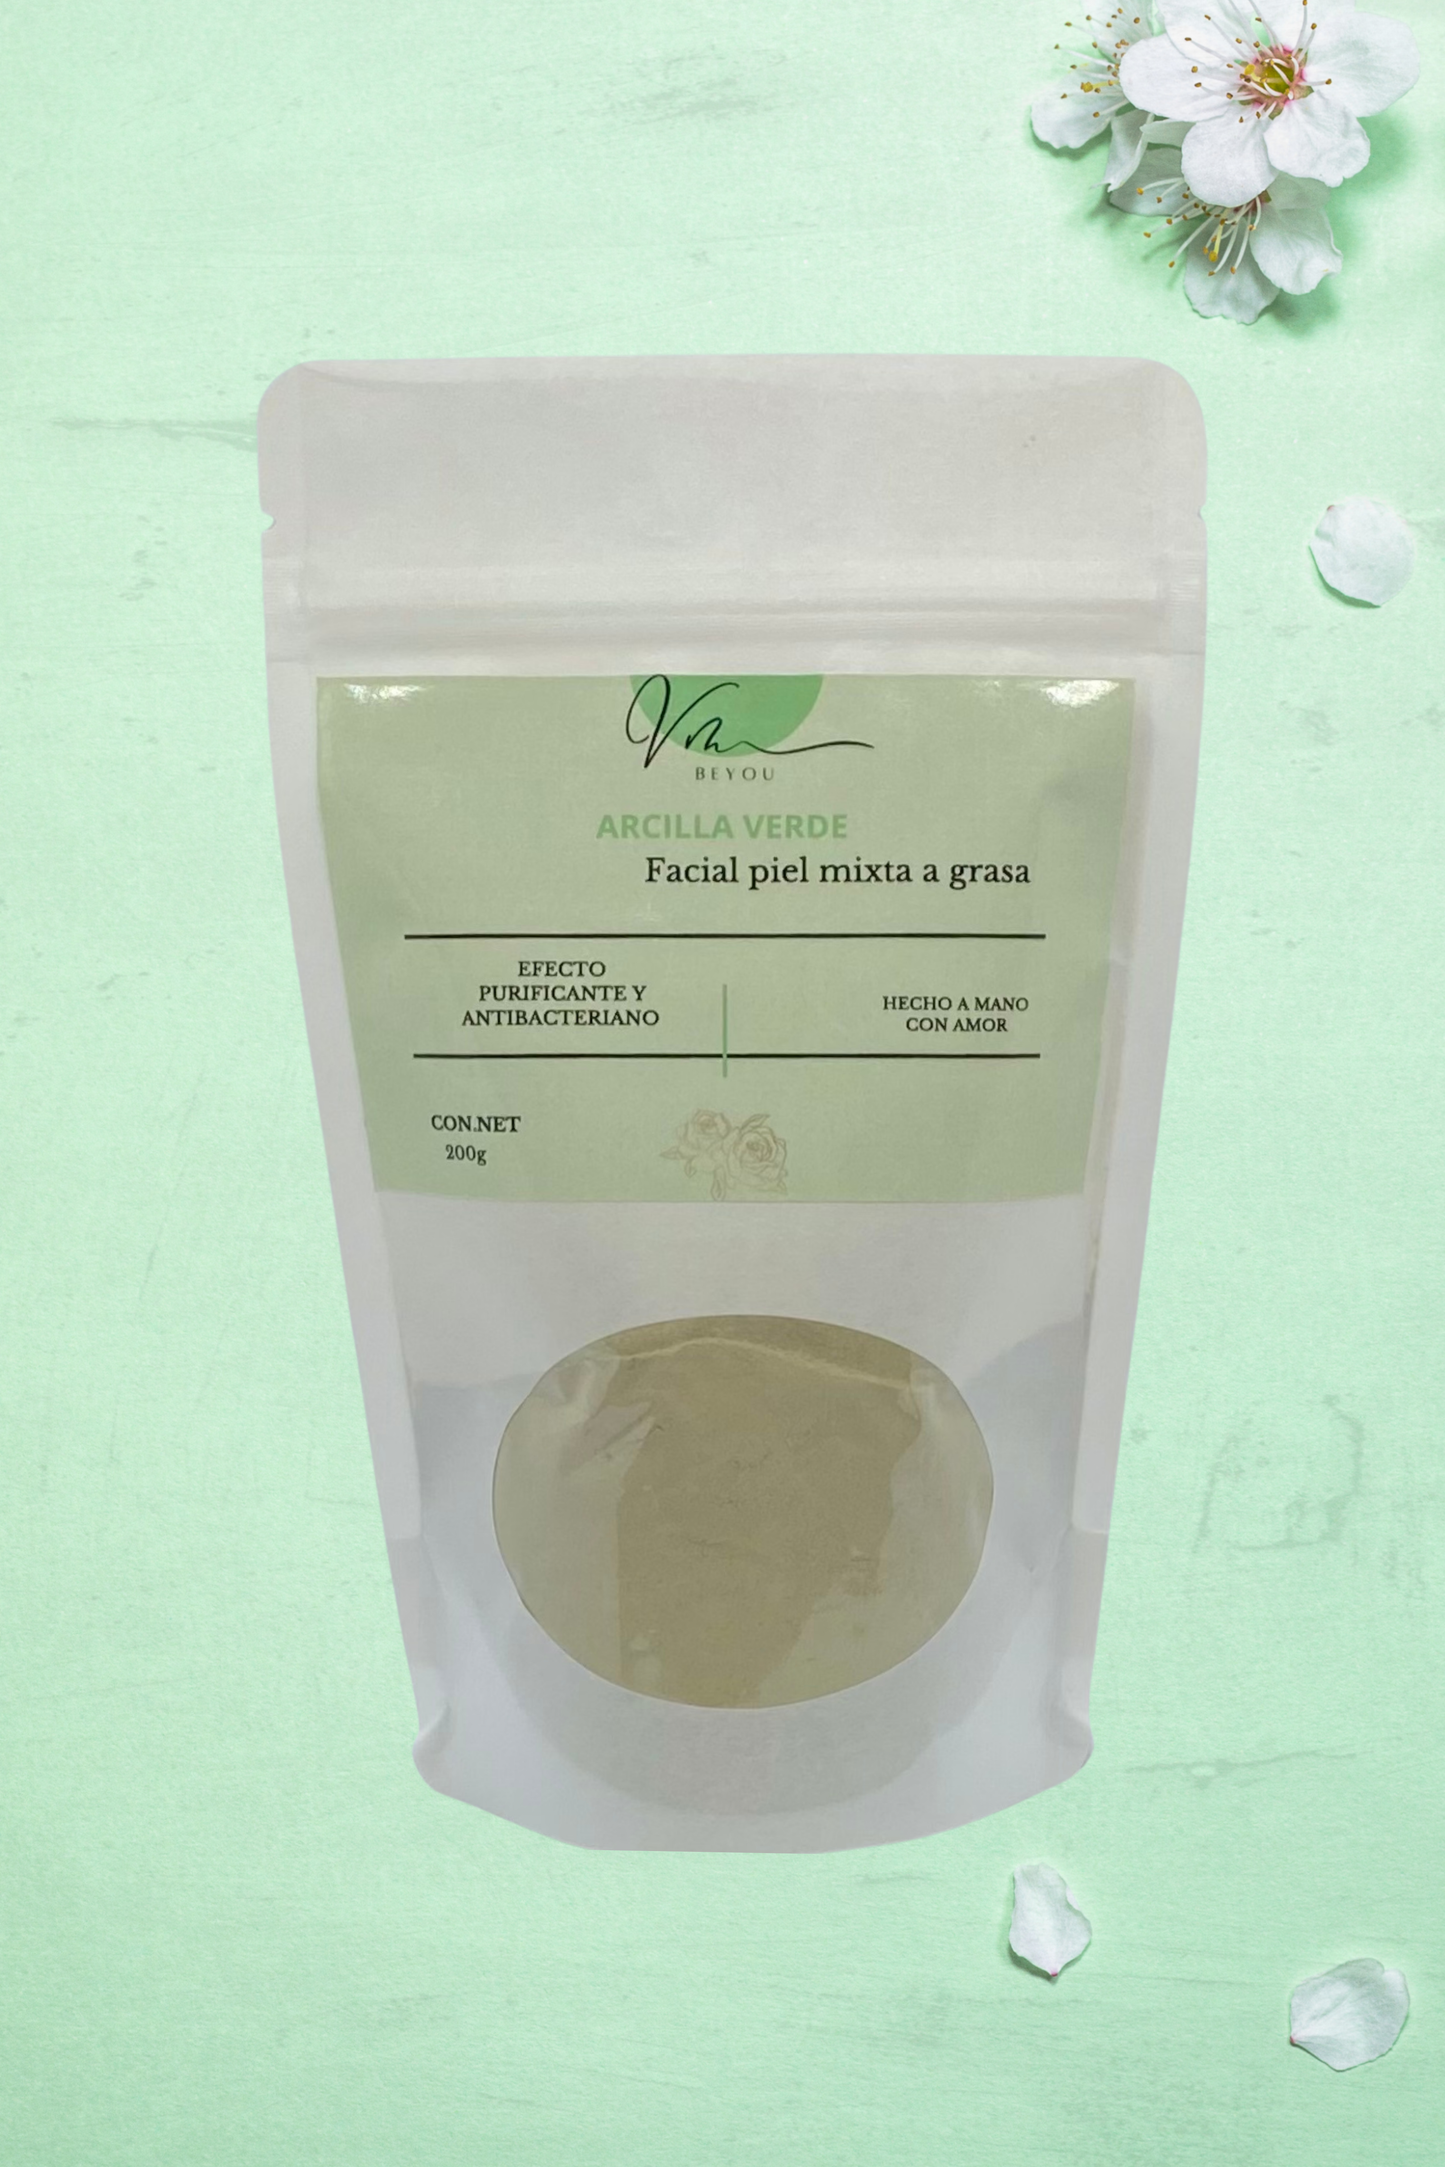 BEYOU
ARCILLA VERDE
Facial piel mixta a grasa
EFECTO
PURIFICANTE Y
ANTIBACTERIANO
HECHO A MANO
CON AMOR
CON.NET
200g